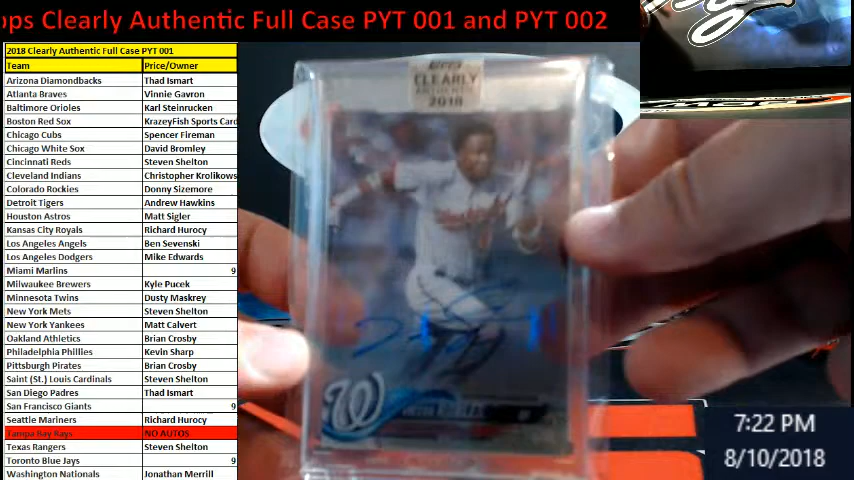 ops Clearly Authentic Full Case PYT 001 and PYT 002
2018 Clearly Authentic Full Case PYT 001
Team Price/Owner
Arizona Diamondbacks Thad Ismart
Atlanta Braves Vinnie Gavron
Baltimore Orioles Karl Steinrucken
Boston Red Sox KrazeyFish Sports Card
Chicago Cubs Spencer Fireman
Chicago White Sox David Bromley
Cincinnati Reds Steven Shelton
Cleveland Indians Christopher Krolikows
Colorado Rockies Donny Sizemore
Detroit Tigers Andrew Hawkins
Houston Astros Matt Sigler
Kansas City Royals Richard Hurocy
Los Angeles Angels Ben Sevenski
Los Angeles Dodgers Mike Edwards
Miami Marlins 9
Milwaukee Brewers Kyle Pucek
Minnesota Twins Dusty Maskrey
New York Mets Steven Shelton
New York Yankees Matt Calvert
Oakland Athletics Brian Crosby
Philadelphia Phillies Kevin Sharp
Pittsburgh Pirates Brian Crosby
Saint (St.) Louis Cardinals Steven Shelton
San Diego Padres Thad Ismart
San Francisco Giants 9
Seattle Mariners Richard Hurocy
Tampa Bay Rays NO AUTOS
Texas Rangers Steven Shelton
Toronto Blue Jays 9
Washington Nationals Jonathan Merrill
topps
CLEARLY
AUTHENTIC
2018
W
7:22 PM
8/10/2018